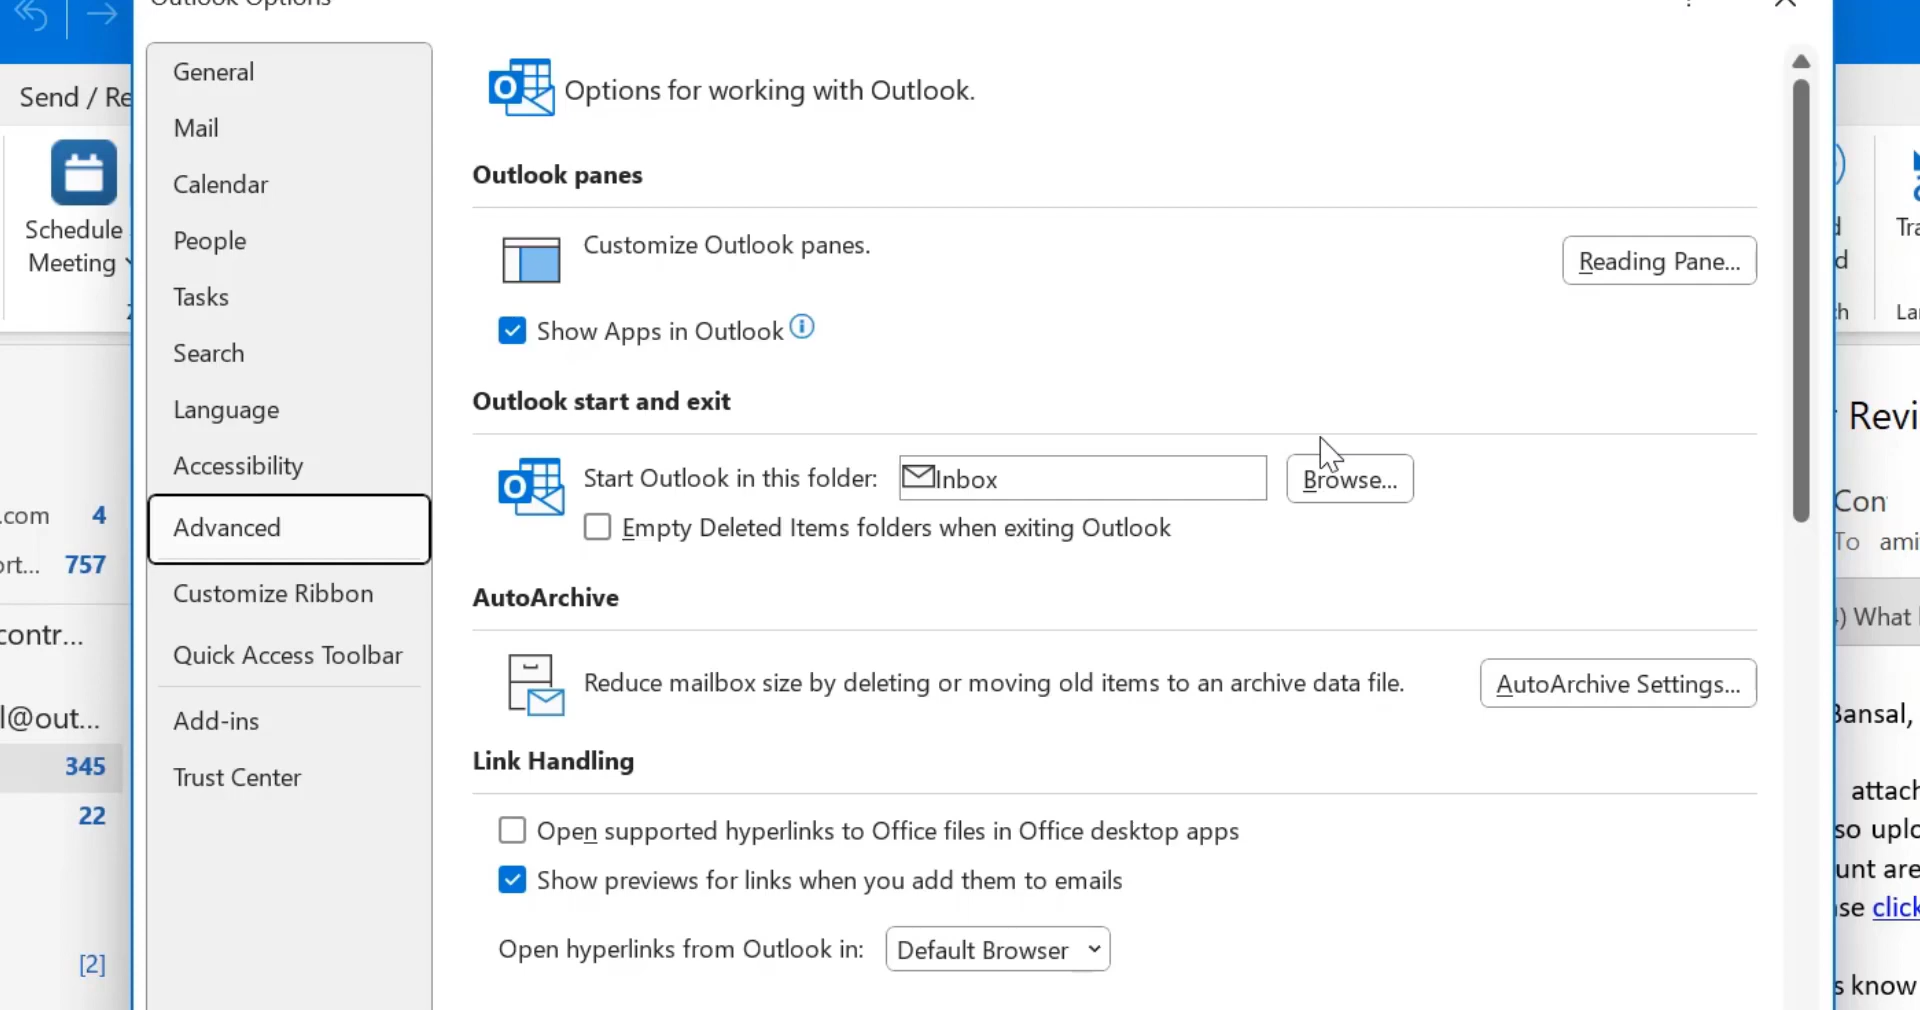 Outlook Options
Send / Re
Schedule
Meeting
.com 4
ort... 757
contr...
l@out...
345
22
[2]
General
Mail
Calendar
People
Tasks
Search
Language
Accessibility
Advanced
Customize Ribbon
Quick Access Toolbar
Add-ins
Trust Center
Options for working with Outlook.
Outlook panes
Customize Outlook panes.
Reading Pane...
Show Apps in Outlook
Outlook start and exit
Start Outlook in this folder: Inbox Browse...
Empty Deleted Items folders when exiting Outlook
AutoArchive
Reduce mailbox size by deleting or moving old items to an archive data file. AutoArchive Settings...
Link Handling
Open supported hyperlinks to Office files in Office desktop apps
Show previews for links when you add them to emails
Open hyperlinks from Outlook in: Default Browser
Tra
d
d
h La
Revi
Con
To ami
4) What
Bansal,
attach
so uplo
unt are
se click
s know